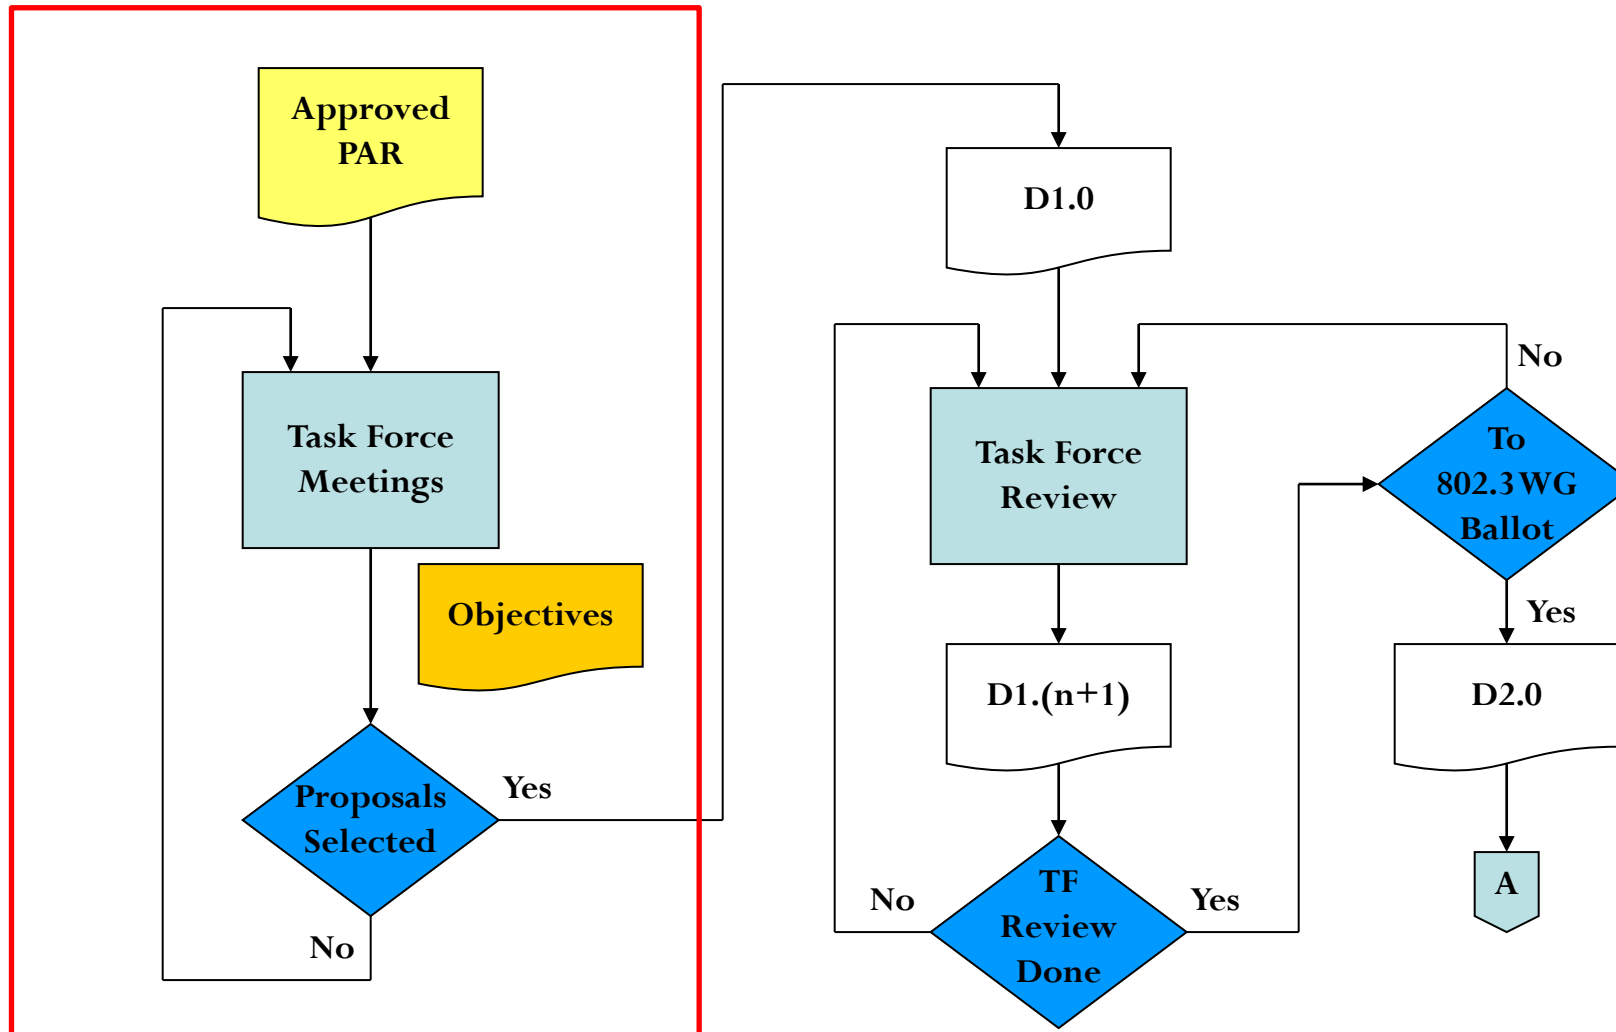 Approved
PAR
Task Force
Meetings
Objectives
Proposals
Selected
Yes
No
D1.0
Task Force
Review
D1.(n+1)
TF
Review
Done
No
Yes
To
802.3WG
Ballot
No
Yes
D2.0
A